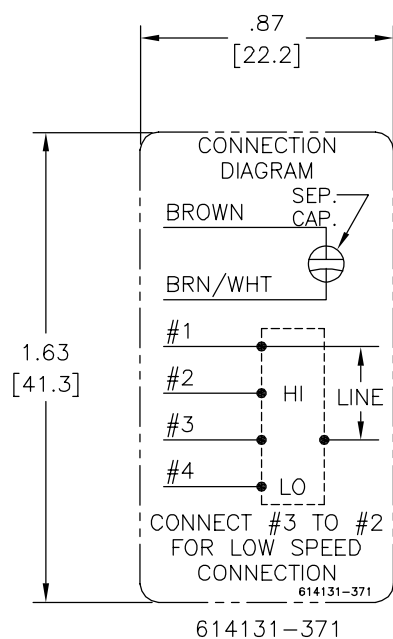 .87
[22.2]
CONNECTION
DIAGRAM
SEP.
CAP.
BROWN
BRN/WHT
1.63
[41.3]
#1
#2
HI
LINE
#3
#4
LO
CONNECT #3 TO #2
FOR LOW SPEED
CONNECTION
614131-371
614131-371